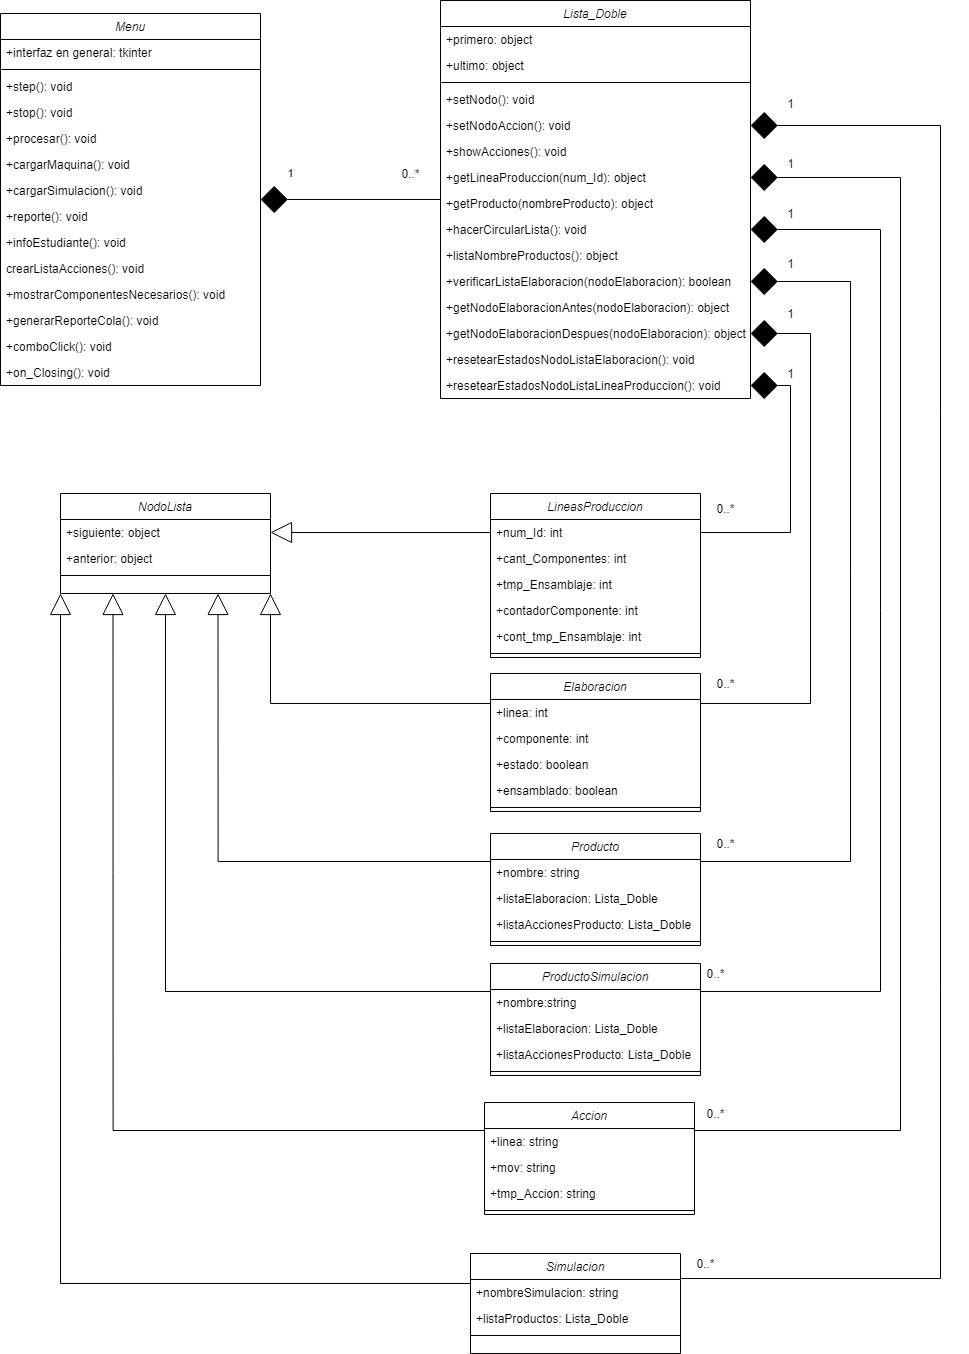 Menu
+interfaz en general: tkinter
+step(): void
+stop(): void
+procesar(): void
+cargarMaquina(): void
+cargarSimulacion(): void
+reporte(): void
+infoEstudiante(): void
crearListaAcciones(): void
+mostrarComponentesNecesarios(): void
+generarReporteCola(): void
+comboClick(): void
+on_Closing(): void
1
0..*
Lista_Doble
+primero: object
+ultimo: object
+setNodo(): void
+setNodoAccion(): void
+showAcciones(): void
+getLineaProduccion(num_Id): object
+getProducto(nombreProducto): object
+hacerCircularLista(): void
+listaNombreProductos(): object
+verificarListaElaboracion(nodoElaboracion): boolean
+getNodoElaboracionAntes(nodoElaboracion): object
+getNodoElaboracionDespues(nodoElaboracion): object
+resetearEstadosNodoListaElaboracion(): void
+resetearEstadosNodoListaLineaProduccion(): void
1
1
1
1
1
1
NodoLista
+siguiente: object
+anterior: object
LineasProduccion
+num_Id: int
+cant_Componentes: int
+tmp_Ensamblaje: int
+contadorComponente: int
+cont_tmp_Ensamblaje: int
0..*
Elaboracion
+linea: int
+componente: int
+estado: boolean
+ensamblado: boolean
0..*
Producto
+nombre: string
+listaElaboracion: Lista_Doble
+listaAccionesProducto: Lista_Doble
0..*
ProductoSimulacion
+nombre:string
+listaElaboracion: Lista_Doble
+listaAccionesProducto: Lista_Doble
0..*
Accion
+linea: string
+mov: string
+tmp_Accion: string
0..*
Simulacion
+nombreSimulacion: string
+listaProductos: Lista_Doble
0..*